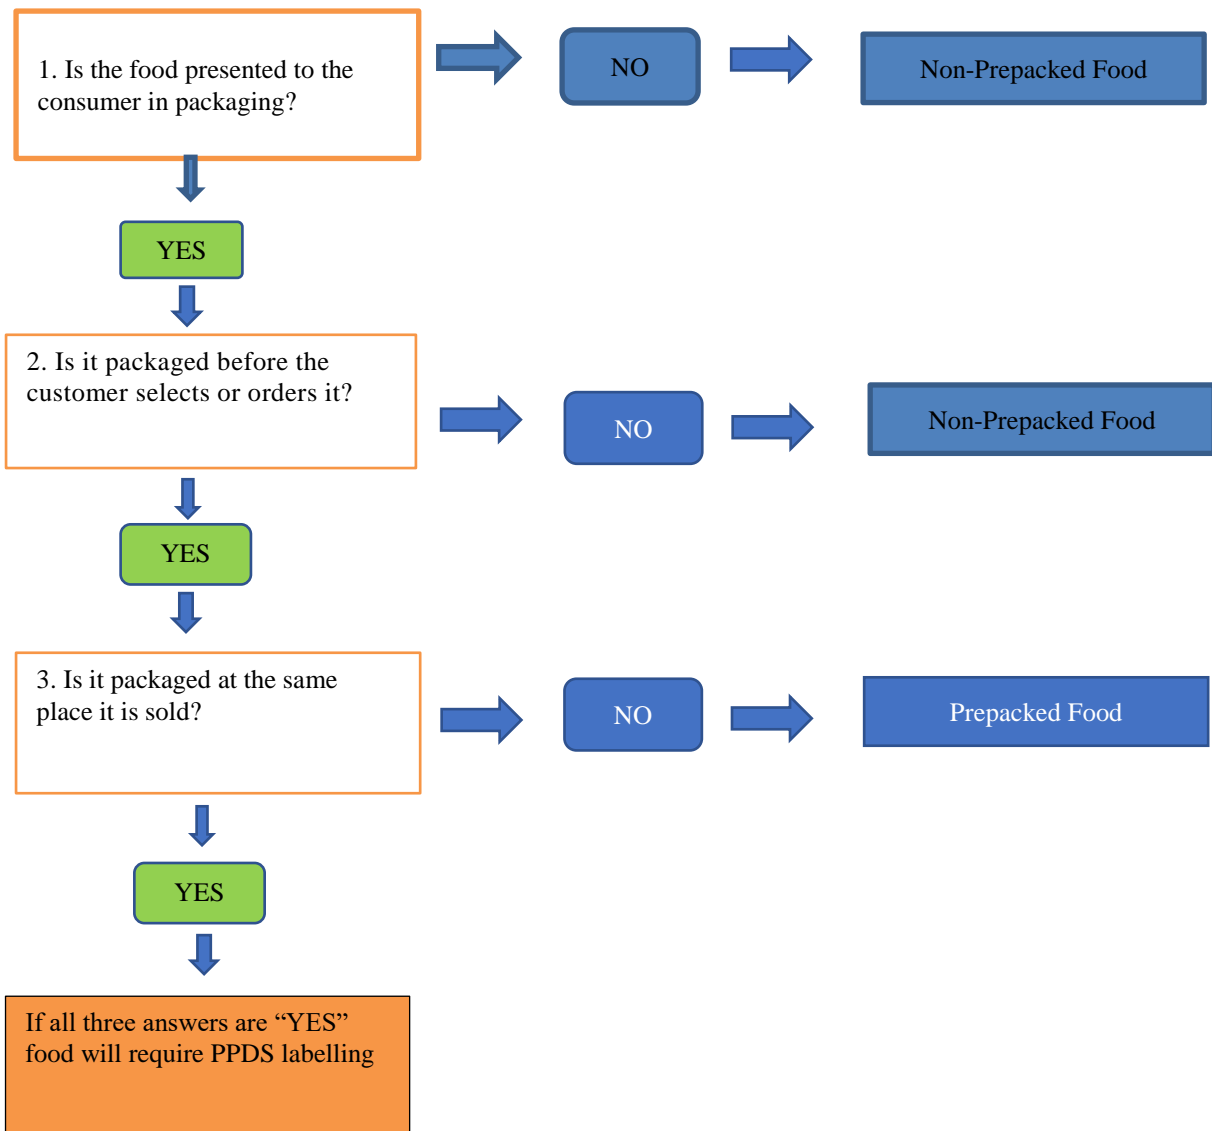 1. Is the food presented to the
consumer in packaging?
NO
Non-Prepacked Food
YES
2. Is it packaged before the
customer selects or orders it?
NO
Non-Prepacked Food
YES
3. Is it packaged at the same
place it is sold?
NO
Prepacked Food
YES
If all three answers are “YES”
food will require PPDS labelling